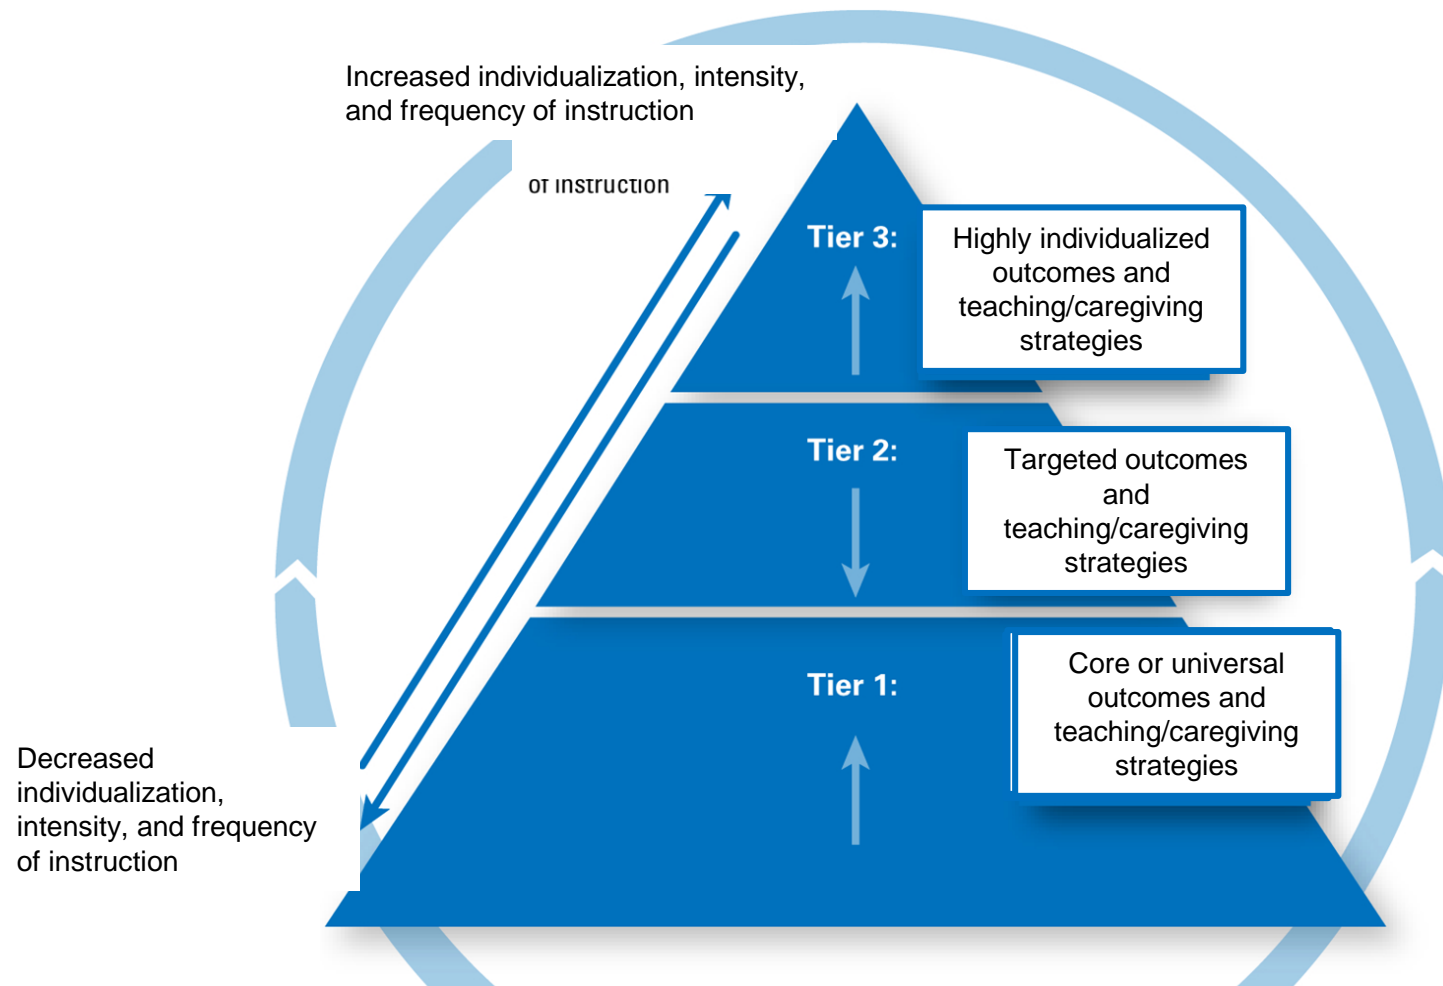 Increased individualization, intensity,
and frequency of instruction
of instruction
Tier 3:
Highly individualized
outcomes and
teaching/caregiving
strategies
Tier 2:
Targeted outcomes
and
teaching/caregiving
strategies
Tier 1:
Core or universal
outcomes and
teaching/caregiving
strategies
Decreased
individualization,
intensity, and frequency
of instruction